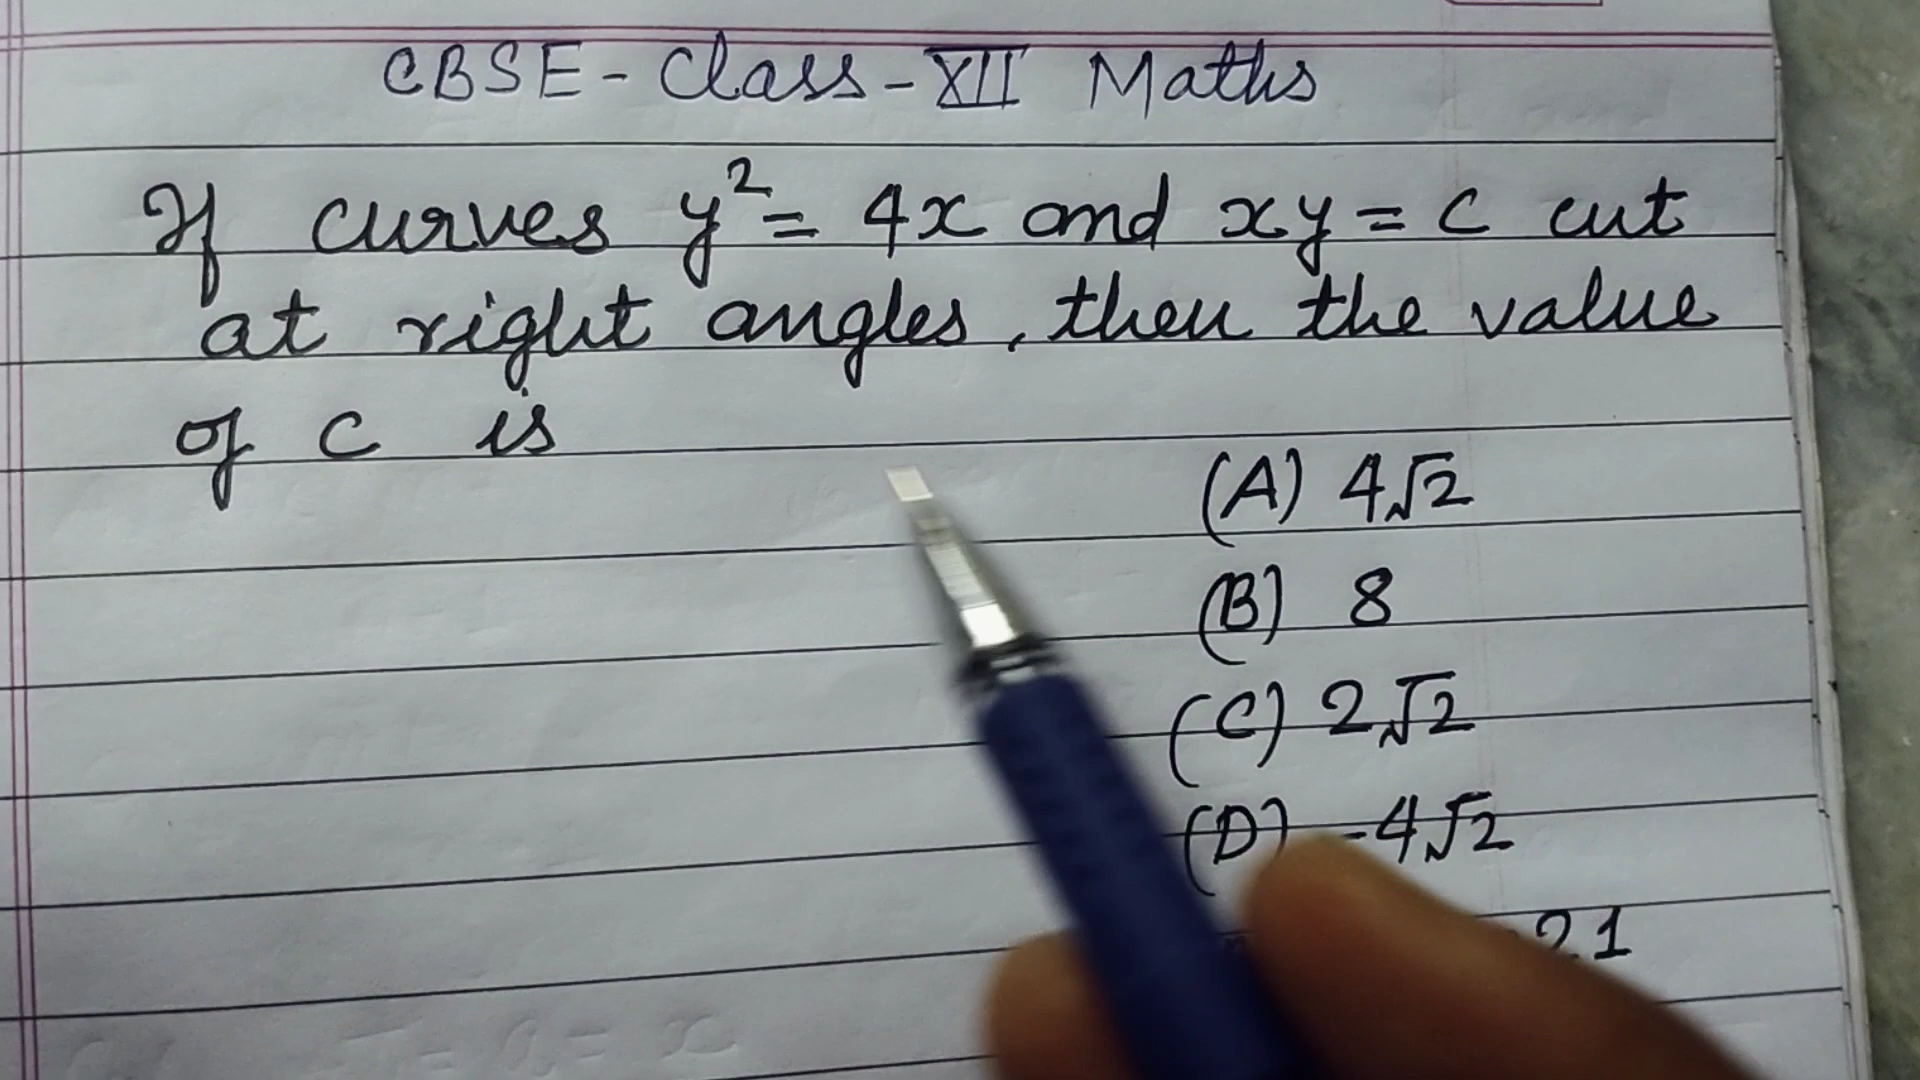 CBSE - Class - XII Maths
If curves y² = 4x and xy = c cut
at right angles, then the value
of c is
(A) 4√2
(B) 8
(C) 2√2
(D) -4√2
21